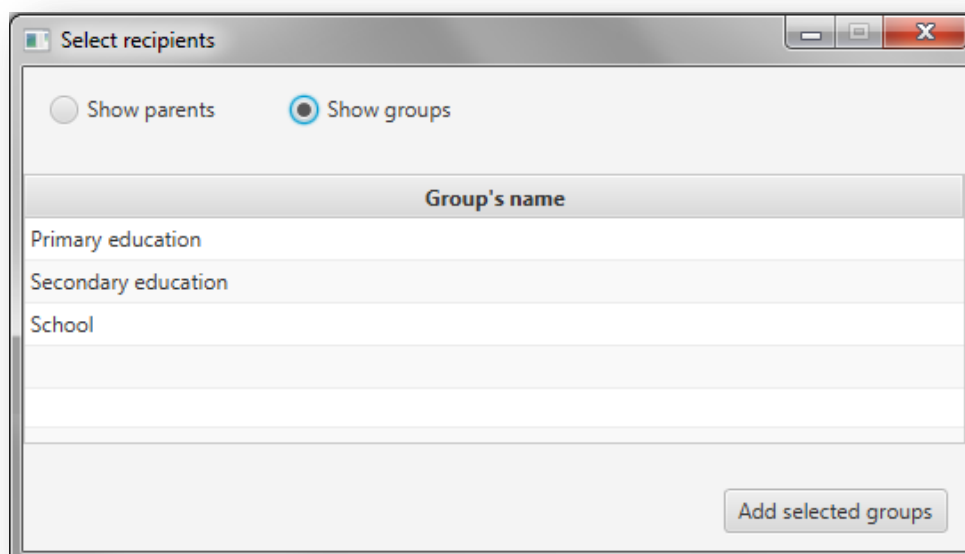 Select recipients
Show parents Show groups
Group's name
Primary education
Secondary education
School
Add selected groups